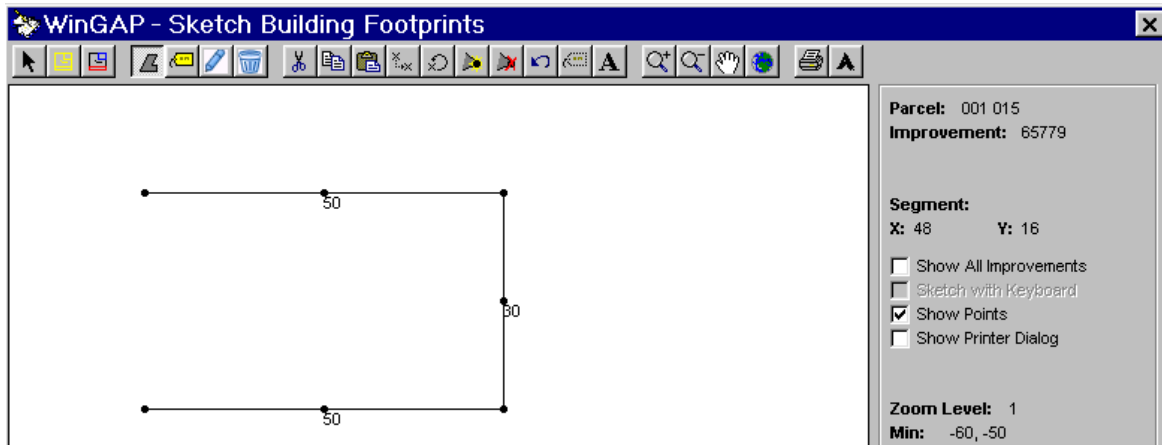 WinGAP - Sketch Building Footprints
A
Parcel: 001 015
Improvement: 65779
50
Segment:
X: 48 Y: 16
Show All Improvements
Sketch with Keyboard
30
Show Points
Show Printer Dialog
50
Zoom Level: 1
Min: -60, -50